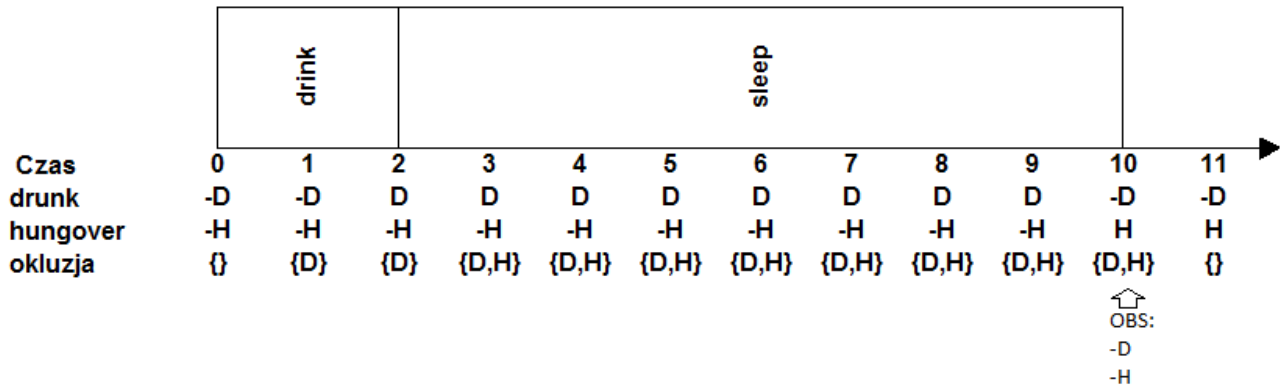 drink
sleep
Czas 0 1 2 3 4 5 6 7 8 9 10 11
drunk -D -D D D D D D D D D -D -D
hungover -H -H -H -H -H -H -H -H -H -H H H
okluzja {} {D} {D} {D,H} {D,H} {D,H} {D,H} {D,H} {D,H} {D,H} {D,H} {}
OBS:
-D
-H